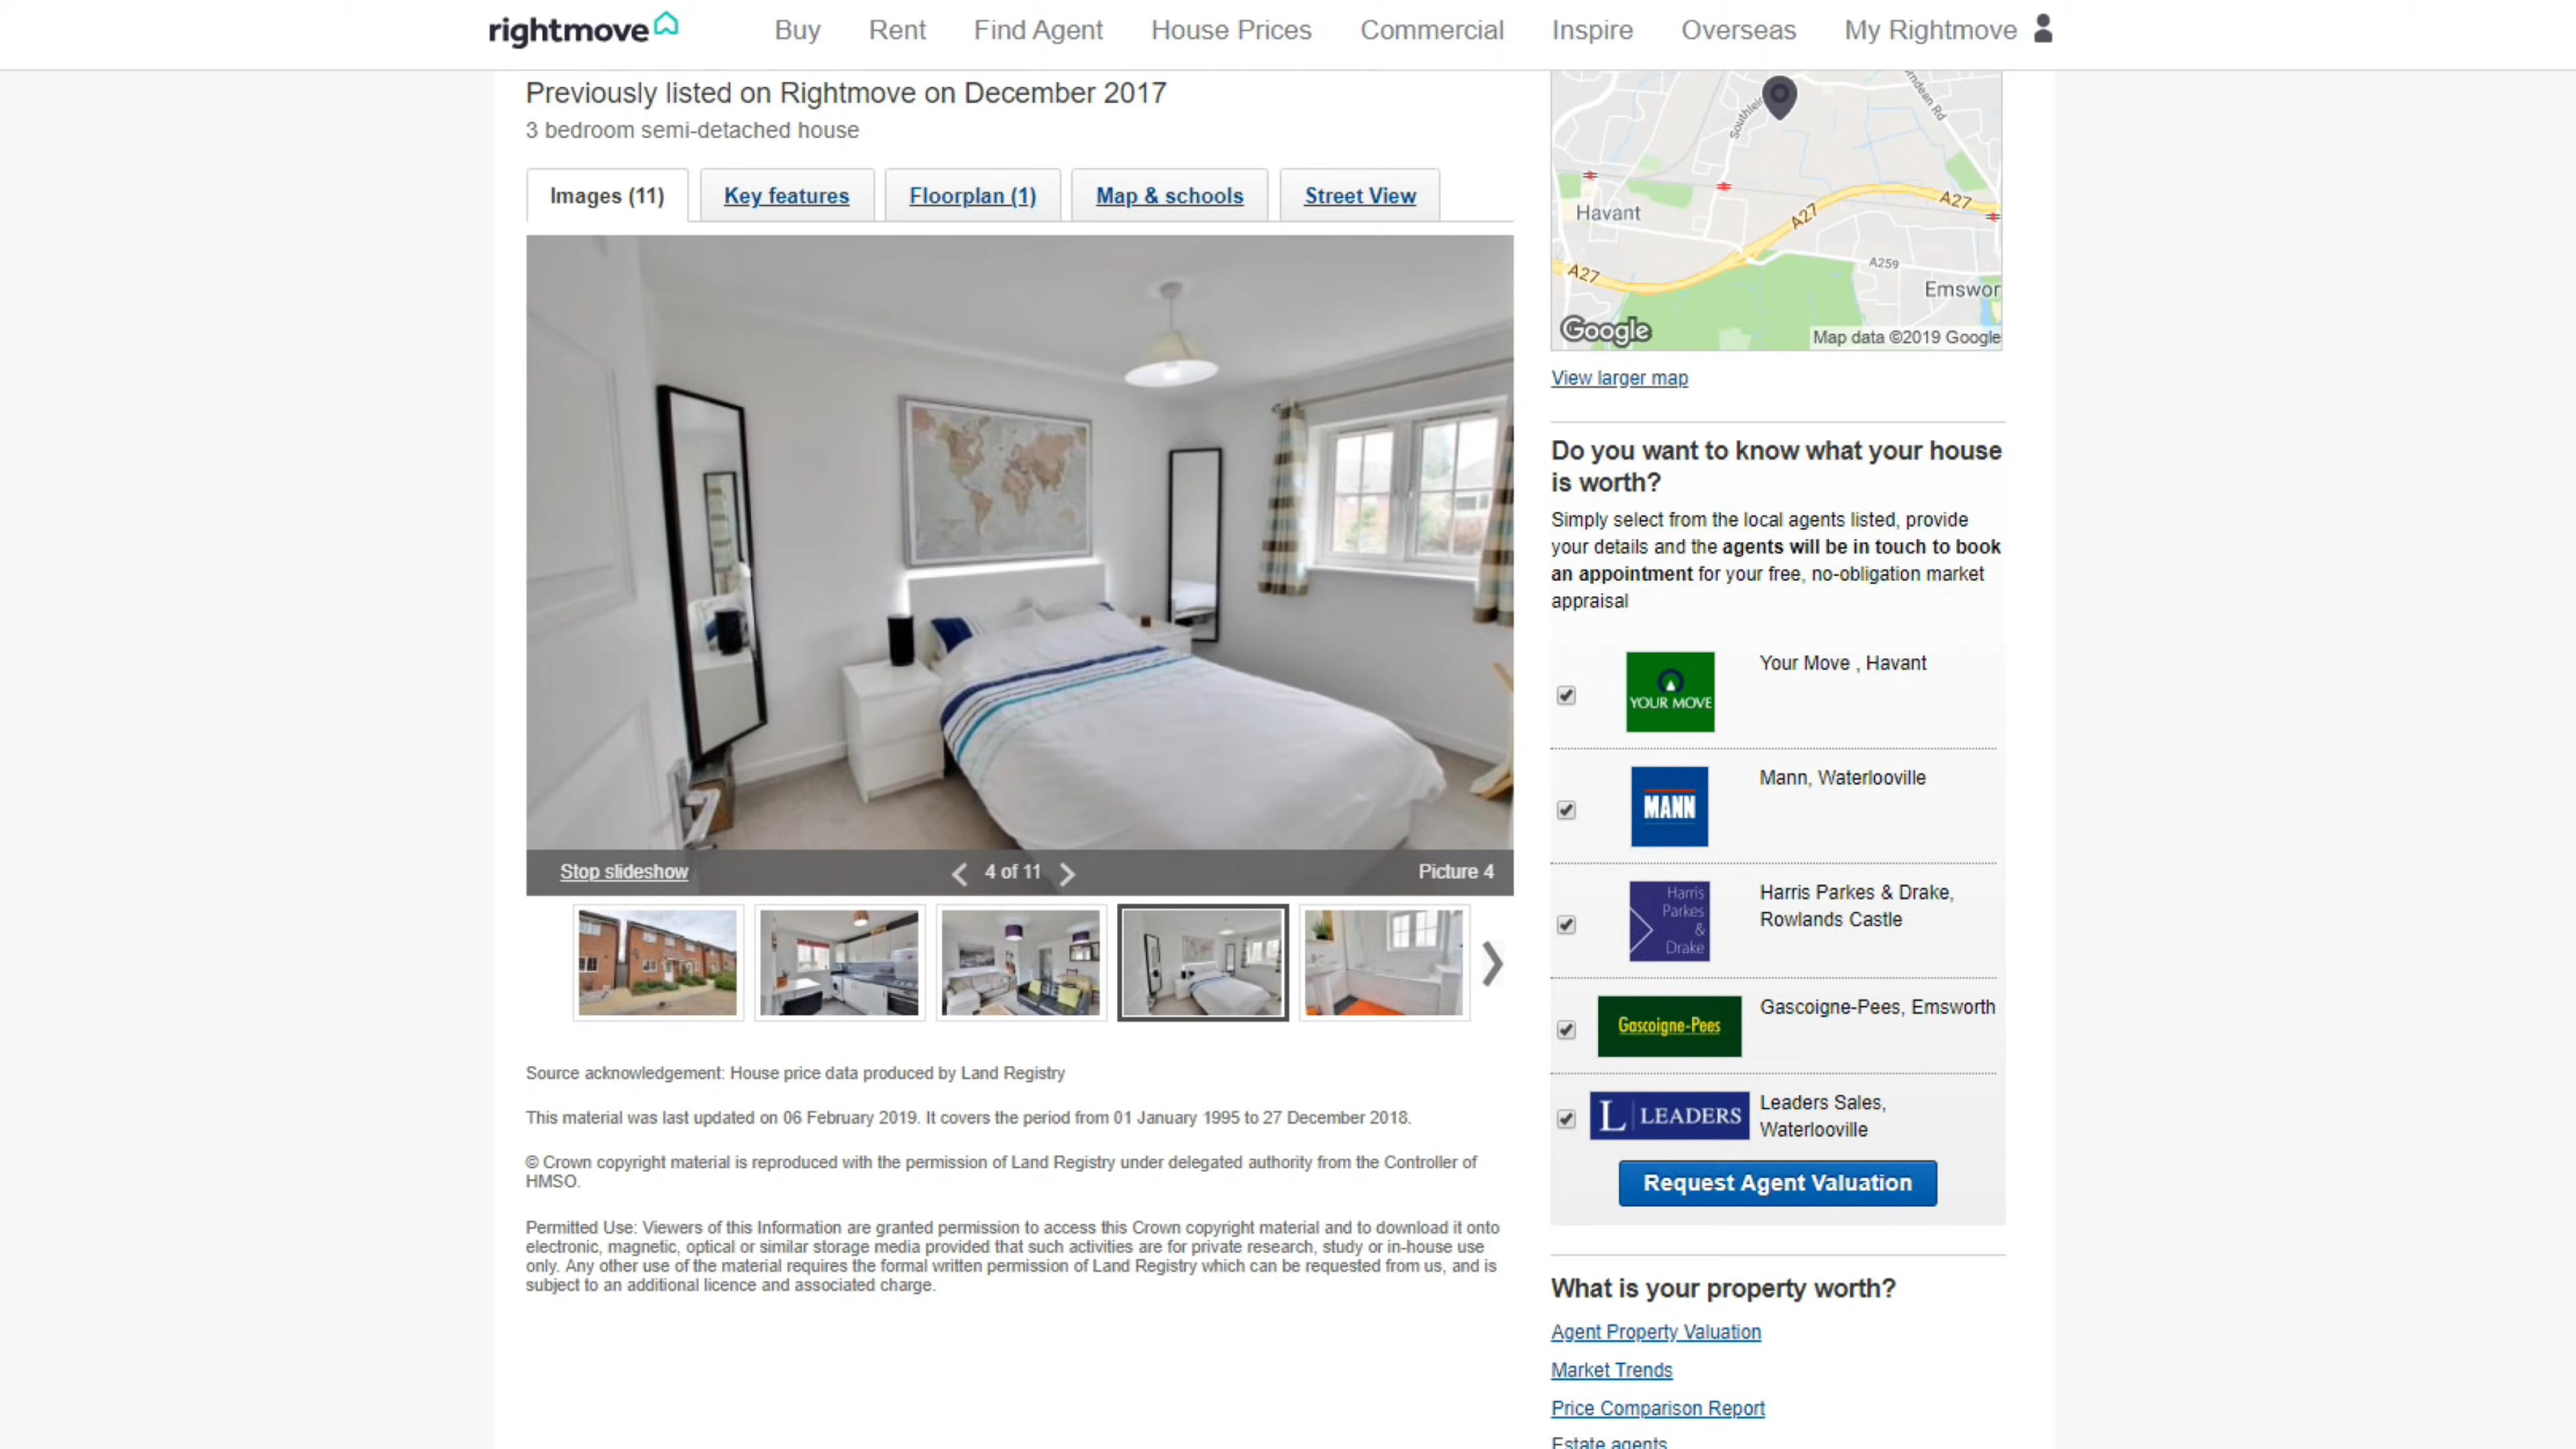 rightmove
Buy
Rent
Find Agent
House Prices
Commercial
Inspire
Overseas
My Rightmove
Previously listed on Rightmove on December 2017
3 bedroom semi-detached house
Images (11)
Key features
Floorplan (1)
Map & schools
Street View
Stop slideshow
4 of 11
Picture 4
Source acknowledgement: House price data produced by Land Registry
This material was last updated on 06 February 2019. It covers the period from 01 January 1995 to 27 December 2018.
© Crown copyright material is reproduced with the permission of Land Registry under delegated authority from the Controller of
HMSO.
Permitted Use: Viewers of this Information are granted permission to access this Crown copyright material and to download it onto
electronic, magnetic, optical or similar storage media provided that such activities are for private research, study or in-house use
only. Any other use of the material requires the formal written permission of Land Registry which can be requested from us, and is
subject to an additional licence and associated charge.
Havant
A27
A27
A27
A259
Emswor
Google
Map data ©2019 Google
View larger map
Do you want to know what your house
is worth?
Simply select from the local agents listed, provide
your details and the agents will be in touch to book
an appointment for your free, no-obligation market
appraisal
YOUR MOVE
Your Move , Havant
MANN
Mann, Waterlooville
Harris
Parkes
&
Drake
Harris Parkes & Drake,
Rowlands Castle
Gascoigne-Pees
Gascoigne-Pees, Emsworth
L LEADERS
Leaders Sales,
Waterlooville
Request Agent Valuation
What is your property worth?
Agent Property Valuation
Market Trends
Price Comparison Report
Estate agents